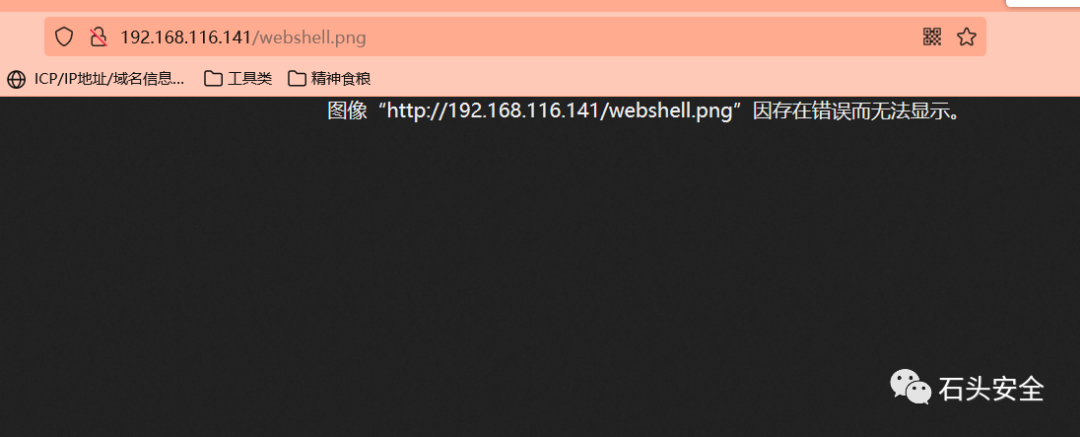 192.168.116.141/webshell.png
ICP/IP地址/域名信息... 工具类 精神食粮
图像“http://192.168.116.141/webshell.png”因存在错误而无法显示。
石头安全